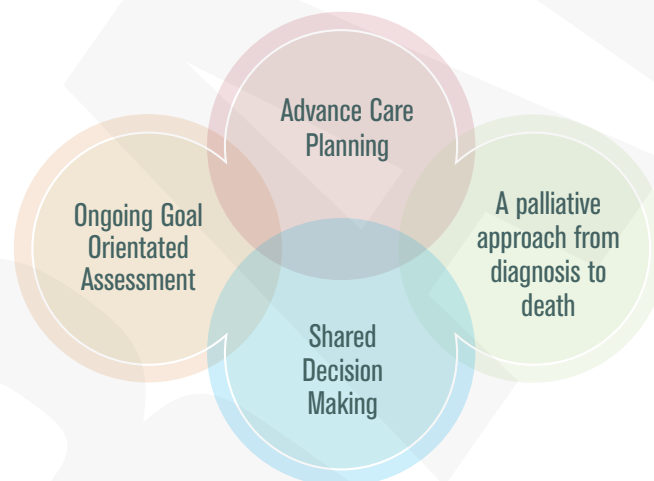 Advance Care
Planning
Ongoing Goal
Orientated
Assessment
A palliative
approach from
diagnosis to
death
Shared
Decision
Making